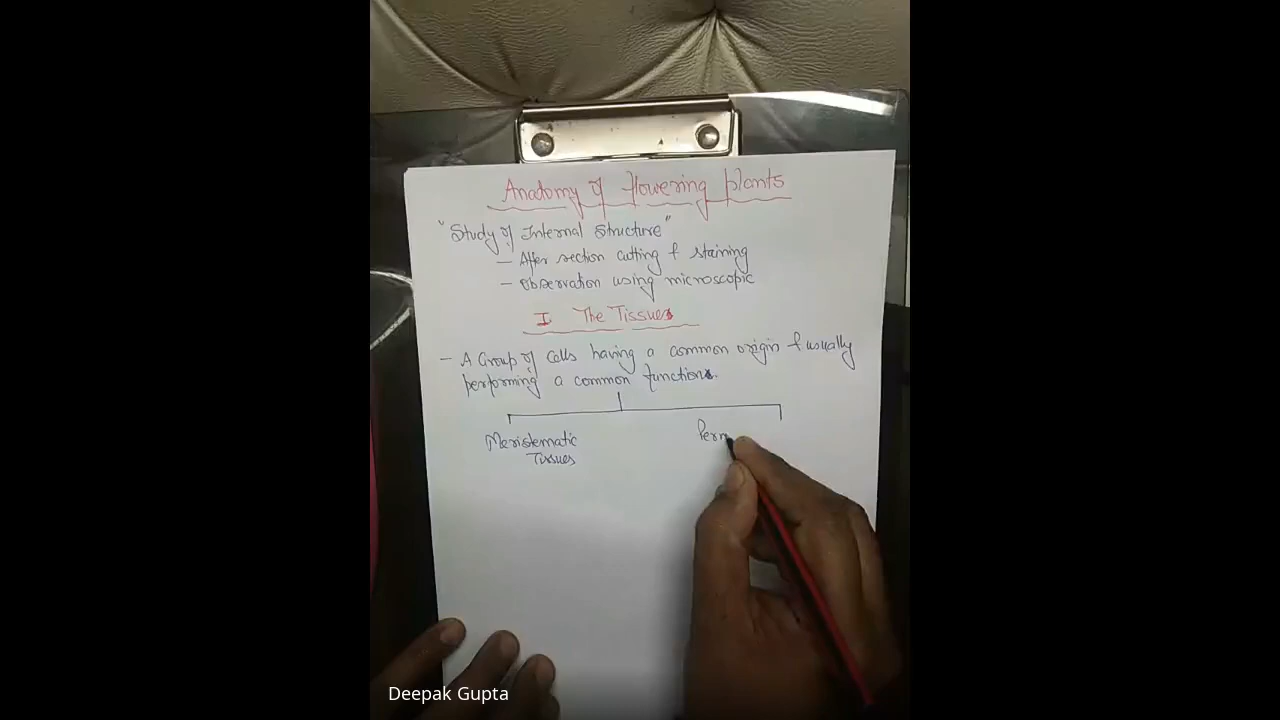 Anatomy of flowering plants
"Study of Internal structure"
— After section cutting & staining
— Observation using microscopic
I The Tissues
— A Group of cells having a common origin & usually
performing a common functions.
Meristematic
Tissues
Perm
Deepak Gupta